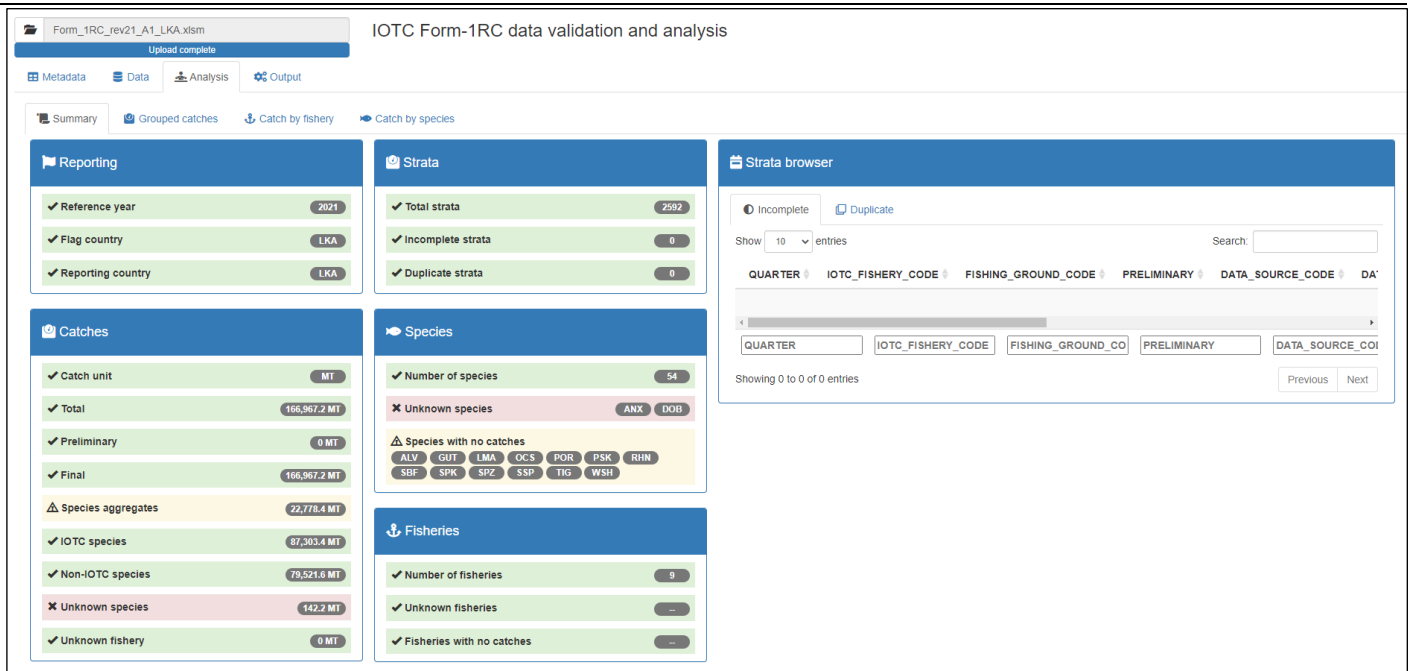 Form_1RC_rev21_A1_LKA.xlsm
Upload complete
IOTC Form-1RC data validation and analysis
Metadata Data Analysis Output
Summary Grouped catches Catch by fishery Catch by species
Reporting
Reference year 2021
Flag country LKA
Reporting country LKA
Strata
Total strata 2592
Incomplete strata 0
Duplicate strata 0
Strata browser
Incomplete Duplicate
Show 10 entries Search:
QUARTER IOTC_FISHERY_CODE FISHING_GROUND_CODE PRELIMINARY DATA_SOURCE_CODE DAT
QUARTER IOTC_FISHERY_CODE FISHING_GROUND_CO PRELIMINARY DATA_SOURCE_COI
Showing 0 to 0 of 0 entries Previous Next
Catches
Catch unit MT
Total 166,967.2 MT
Preliminary 0 MT
Final 166,967.2 MT
Species aggregates 22,778.4 MT
IOTC species 87,303.4 MT
Non-IOTC species 79,521.6 MT
Unknown species 142.2 MT
Unknown fishery 0 MT
Species
Number of species 54
Unknown species ANX DOB
Species with no catches
ALV GUT LMA OCS POR PSK RHN
SBF SPK SPZ SSP TIG WSH
Fisheries
Number of fisheries 9
Unknown fisheries --
Fisheries with no catches --